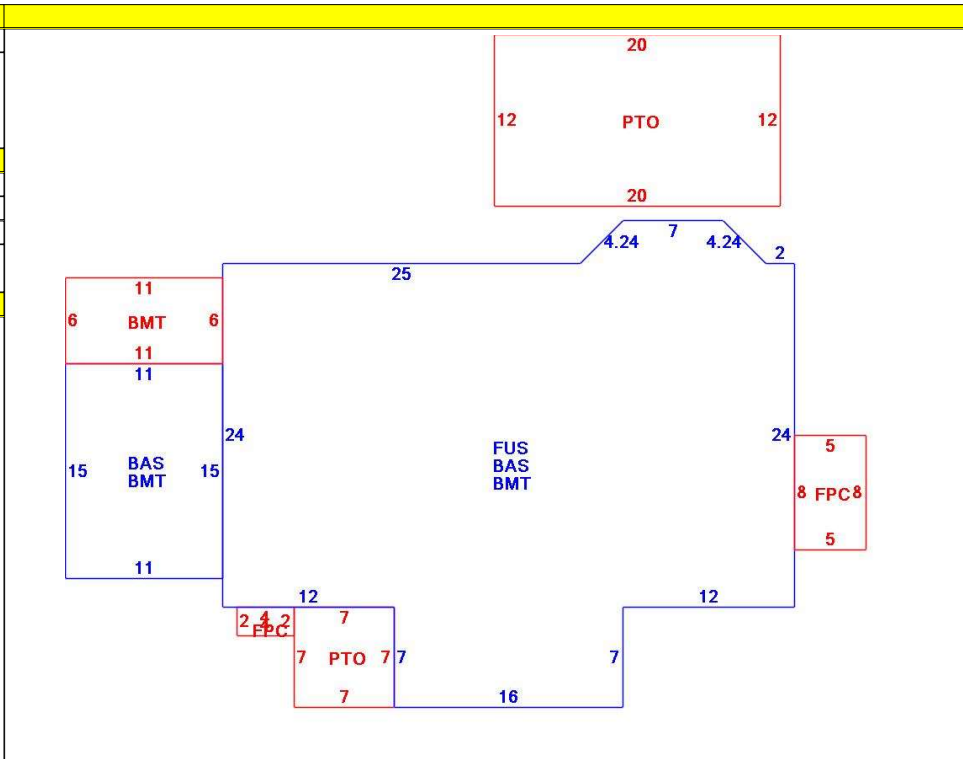 20
12 PTO 12
20
4.24 7 4.24 2
25
11
6 BMT 6
11
11
24 24
15 BAS 15
BMT
FUS
BAS
BMT
5
8 FPC 8
5
11
12 12
2 4 2 7
FPC
7 PTO 7 7 7
7 16